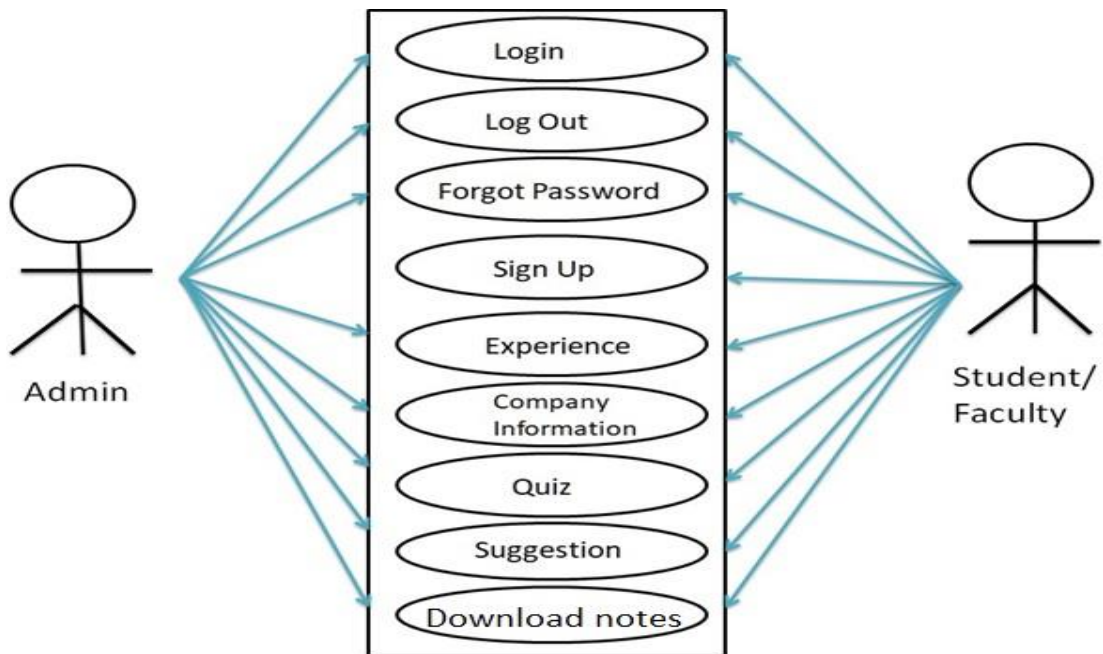 Login
Log Out
Forgot Password
Sign Up
Experience
Company
Information
Quiz
Suggestion
Download notes
Admin
Student/
Faculty